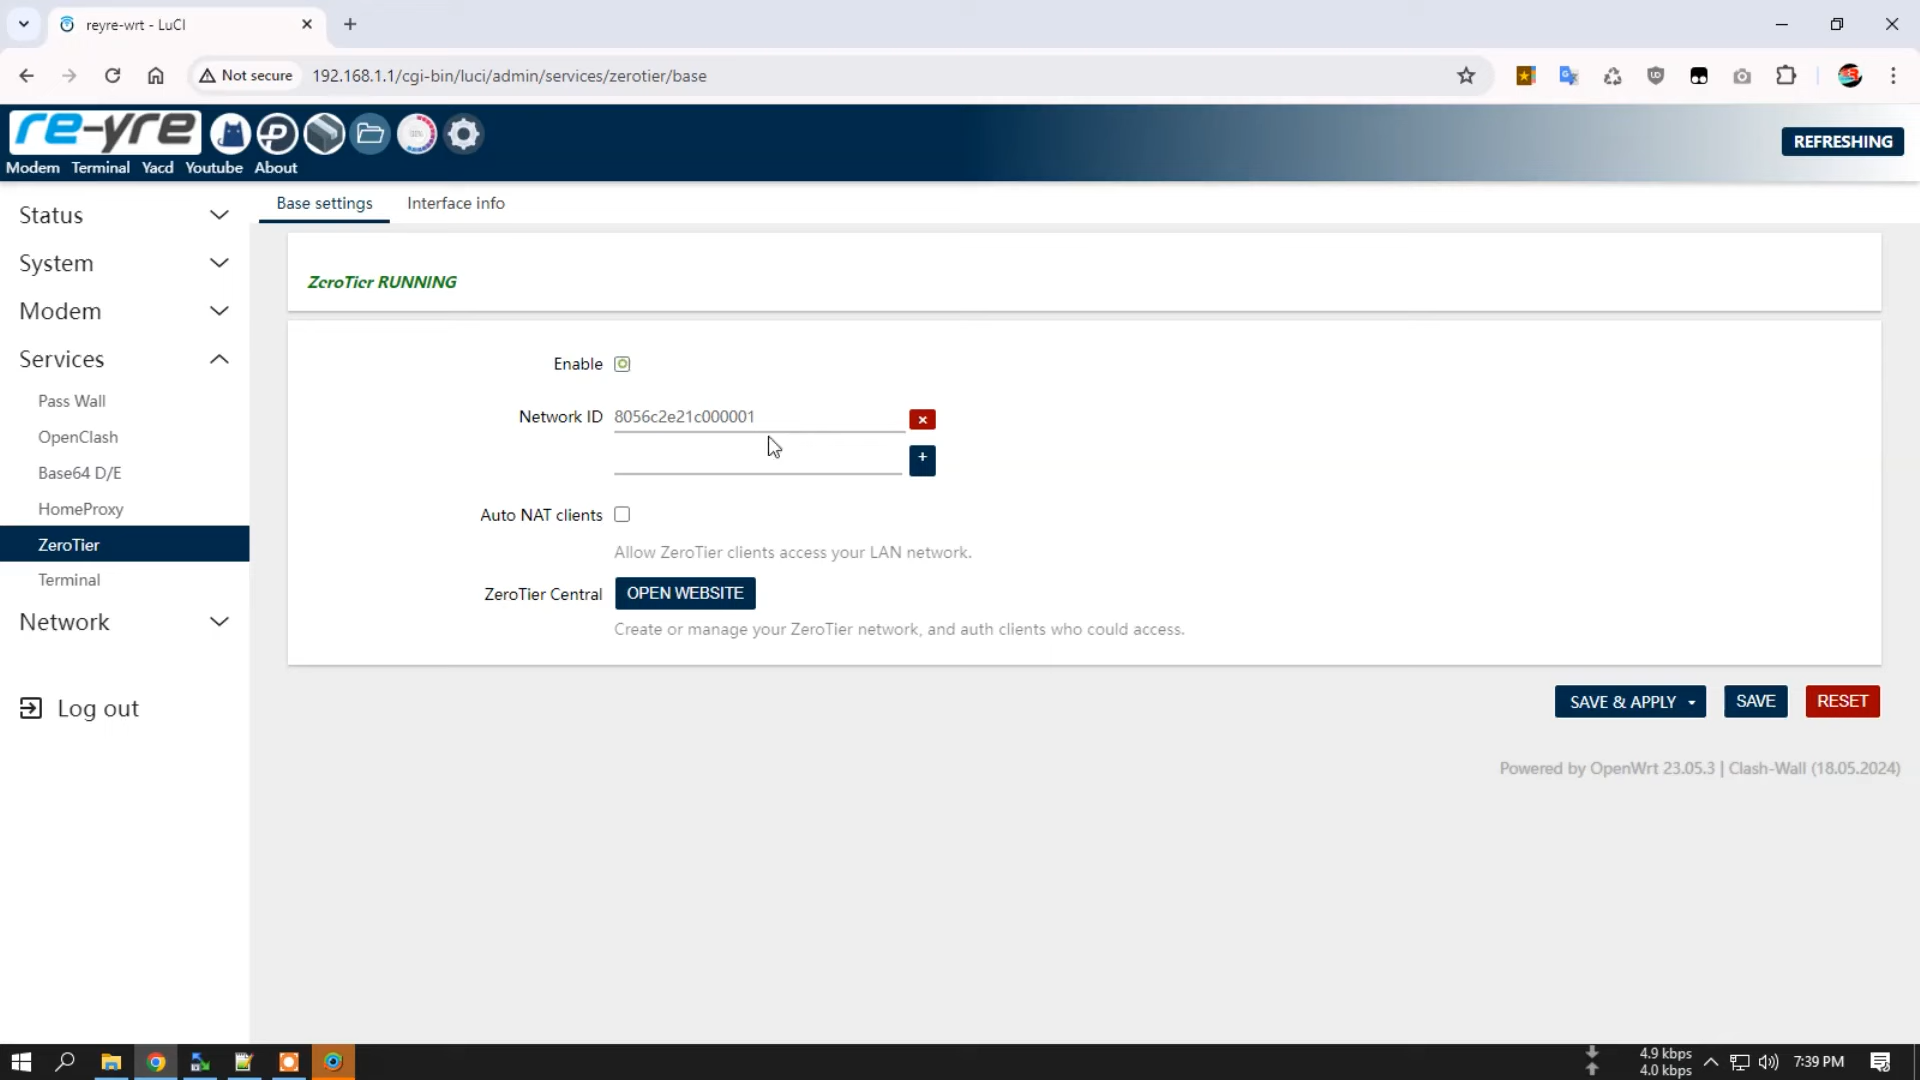 reyre-wrt - LuCI
Not secure
192.168.1.1/cgi-bin/luci/admin/services/zerotier/base
re-yre
REFRESHING
Modem Terminal Yacd Youtube About
Status
Base settings Interface info
System
ZeroTier RUNNING
Modem
Services
Enable
Pass Wall
Network ID 8056c2e21c000001
OpenClash
+
Base64 D/E
HomeProxy
Auto NAT clients
ZeroTier
Allow ZeroTier clients access your LAN network.
Terminal
ZeroTier Central OPEN WEBSITE
Network
Create or manage your ZeroTier network, and auth clients who could access.
Log out
SAVE & APPLY SAVE RESET
Powered by OpenWrt 23.05.3 | Clash-Wall (18.05.2024)
4.9 kbps
4.0 kbps
7:39 PM